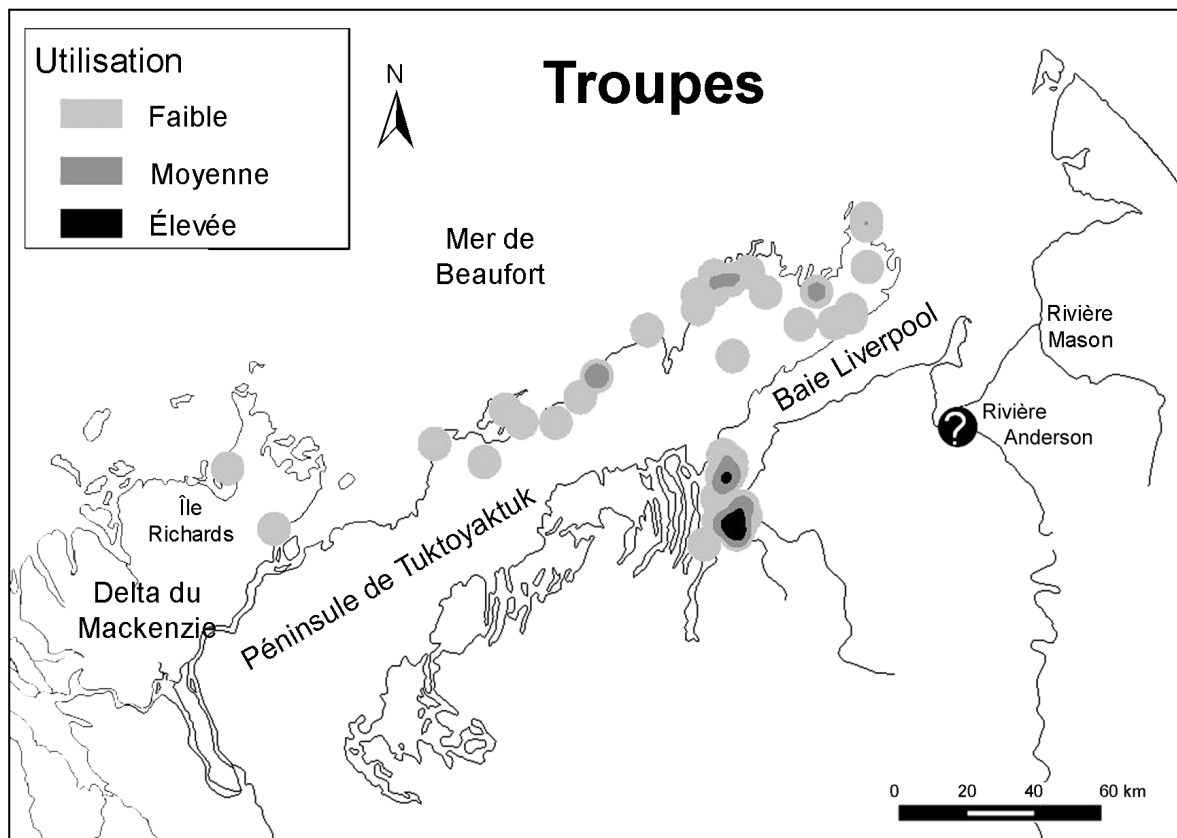 Troupes
Utilisation
Faible
Moyenne
Élevée
N
Mer de
Beaufort
Rivière
Mason
Baie Liverpool
?
Rivière
Anderson
Île
Richards
Péninsule de Tuktoyaktuk
Delta du
Mackenzie
0 20 40 60 km